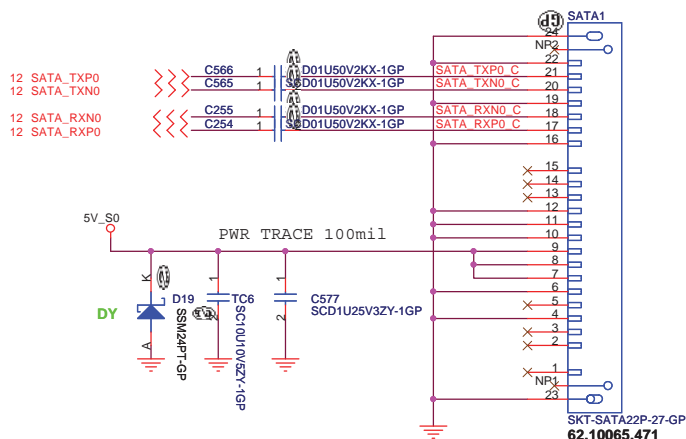 SATA1
GP
24
NP2
22
12 SATA_TXP0 C566 1 SCD01U50V2KX-1GP SATA_TXP0_C 21
12 SATA_TXN0 C565 1 SCD01U50V2KX-1GP SATA_TXN0_C 20
19
12 SATA_RXN0 C255 1 SCD01U50V2KX-1GP SATA_RXN0_C 18
12 SATA_RXP0 C254 1 SCD01U50V2KX-1GP SATA_RXP0_C 17
16
15
14
13
12
11
10
5V_S0
PWR TRACE 100mil
9
8
7
6
5
4
3
2
1
NP1
23
DY
K
D19
A
SSM24PT-GP
1
TC6
2
SC10U10V5ZY-1GP
1
C577
2
SCD1U25V3ZY-1GP
SKT-SATA22P-27-GP
62.10065.471